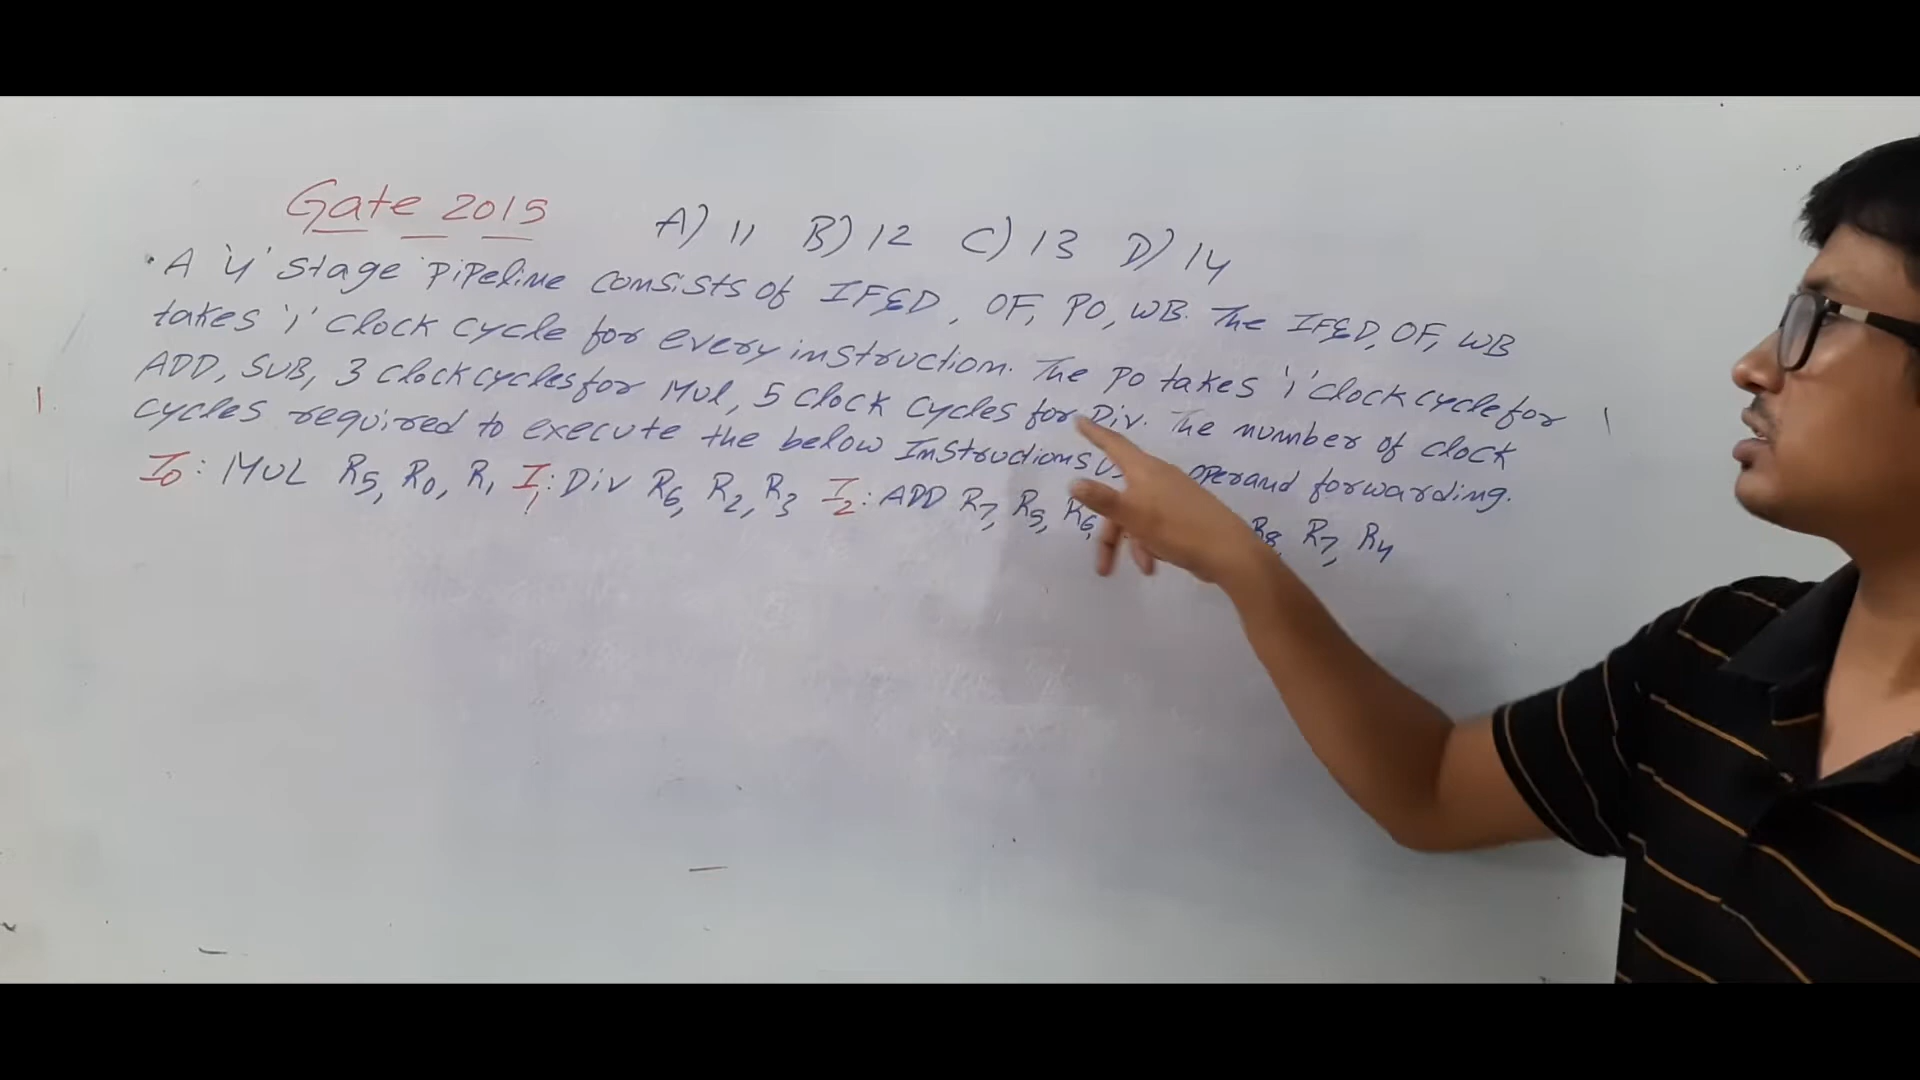 Gate 2015
A) 11 B) 12 C) 13 D) 14
A '4' stage pipeline consists of IF&D, OF, PO, WB. The IF&D, OF, WB
takes '1' clock cycle for every instruction. The PO takes '1' clock cycle for
ADD, SUB, 3 clock cycles for MUL, 5 clock cycles for Div. The number of clock
cycles required to execute the below Instructions operand forwarding.
I0: MUL R5, R0, R1 I1: Div R6, R2, R3 I2: ADD R7, R5, R6, R8, R7, R4